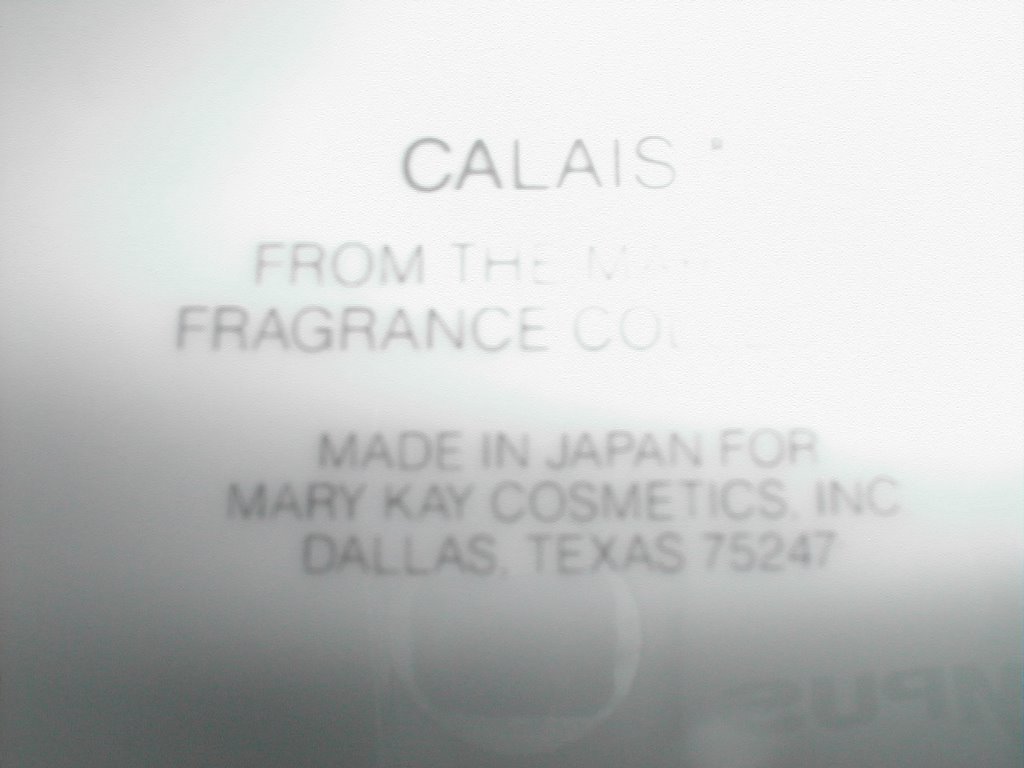 CALAIS
FROM THE
FRAGRANCE
MADE IN JAPAN FOR
MARY KAY COSMETICS, INC.
DALLAS, TEXAS 75247